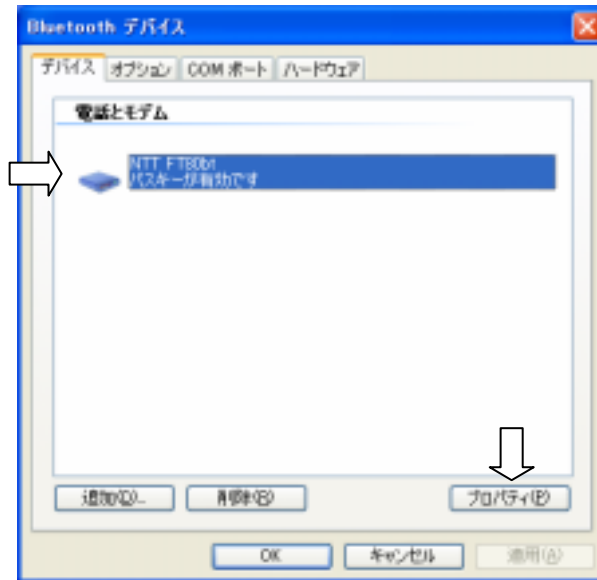 Bluetooth デバイス
デバイス オプション COM ポート ハードウェア
電話とモデム
NTT FT80b1
パスキーが有効です
追加(D)... 削除(R) プロパティ(P)
OK キャンセル 適用(A)